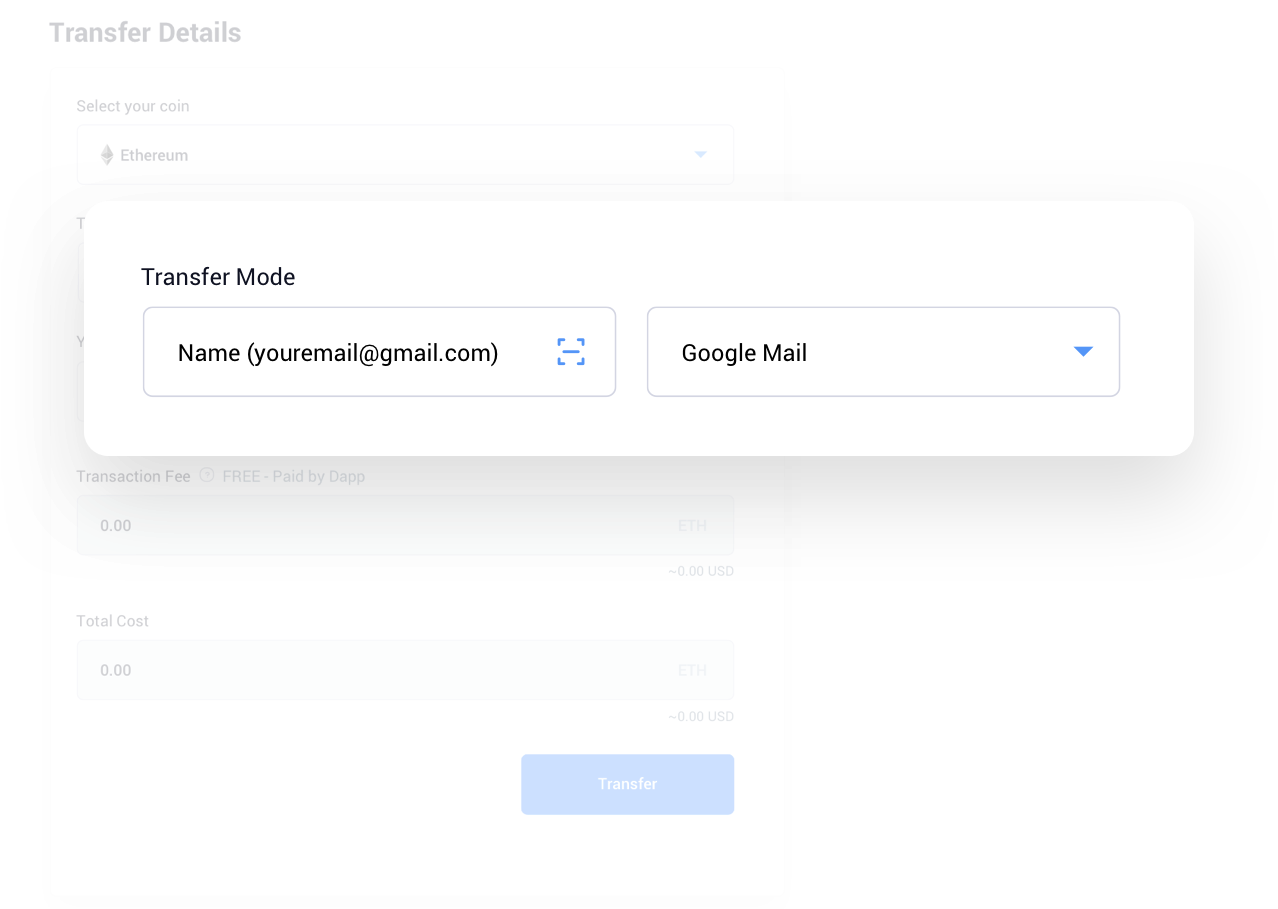 Transfer Details
Select your coin
Ethereum
T
Transfer Mode
Y
Name (youremail@gmail.com)
Google Mail
Transaction Fee ? FREE - Paid by Dapp
0.00 ETH
~0.00 USD
Total Cost
0.00 ETH
~0.00 USD
Transfer